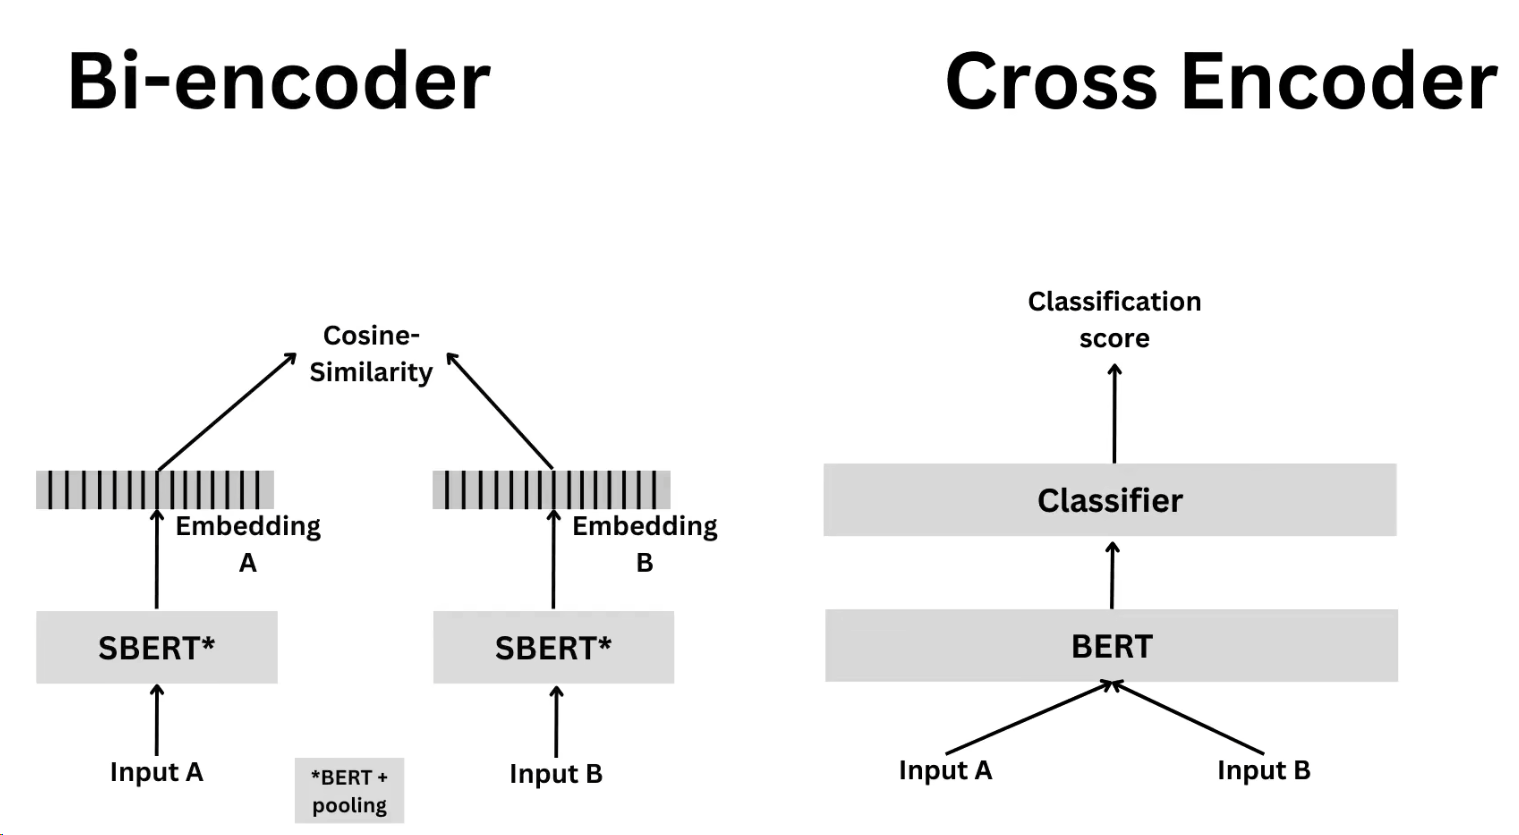 Bi-encoder
Cosine-
Similarity
Embedding
A
Embedding
B
SBERT*
SBERT*
Input A
*BERT +
pooling
Input B
Cross Encoder
Classification
score
Classifier
BERT
Input A
Input B